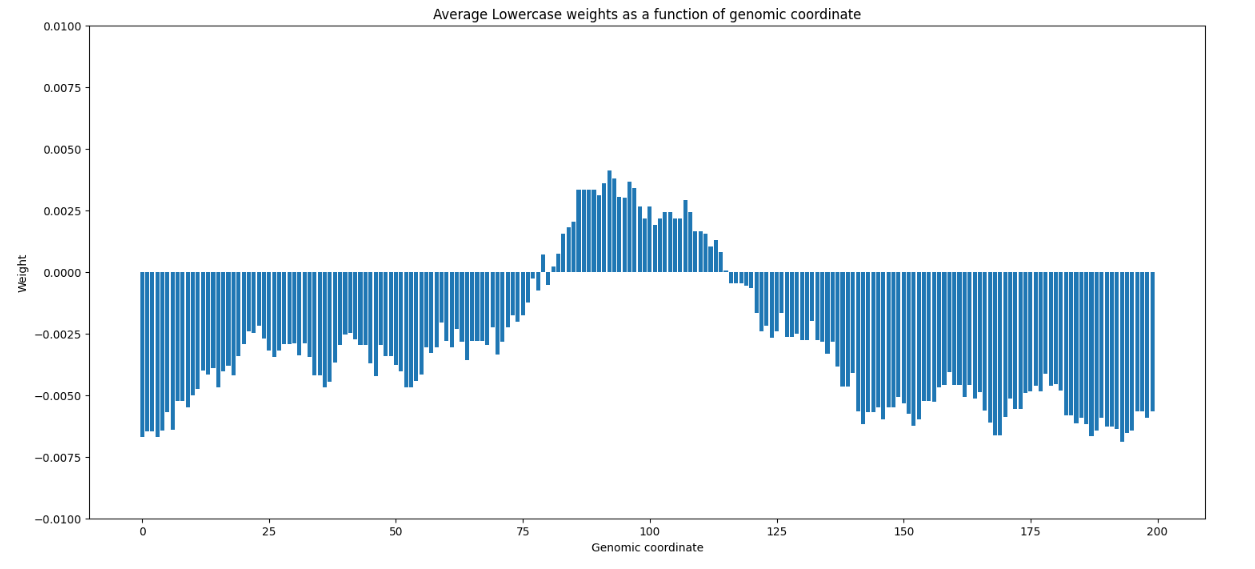 Average Lowercase weights as a function of genomic coordinate
0.0100
0.0075
0.0050
0.0025
0.0000
−0.0025
−0.0050
−0.0075
−0.0100
Weight
0 25 50 75 100 125 150 175 200
Genomic coordinate